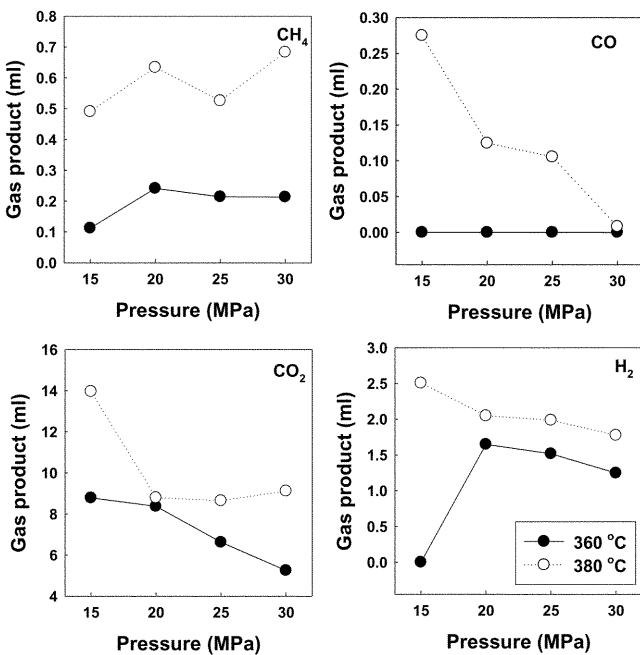 CH4
Gas product (ml)
0.8
0.7
0.6
0.5
0.4
0.3
0.2
0.1
0.0
15 20 25 30
Pressure (MPa)
CO
Gas product (ml)
0.30
0.25
0.20
0.15
0.10
0.05
0.00
15 20 25 30
Pressure (MPa)
CO2
Gas product (ml)
16
14
12
10
8
6
4
15 20 25 30
Pressure (MPa)
H2
Gas product (ml)
3.0
2.5
2.0
1.5
1.0
0.5
0.0
360 °C
380 °C
15 20 25 30
Pressure (MPa)